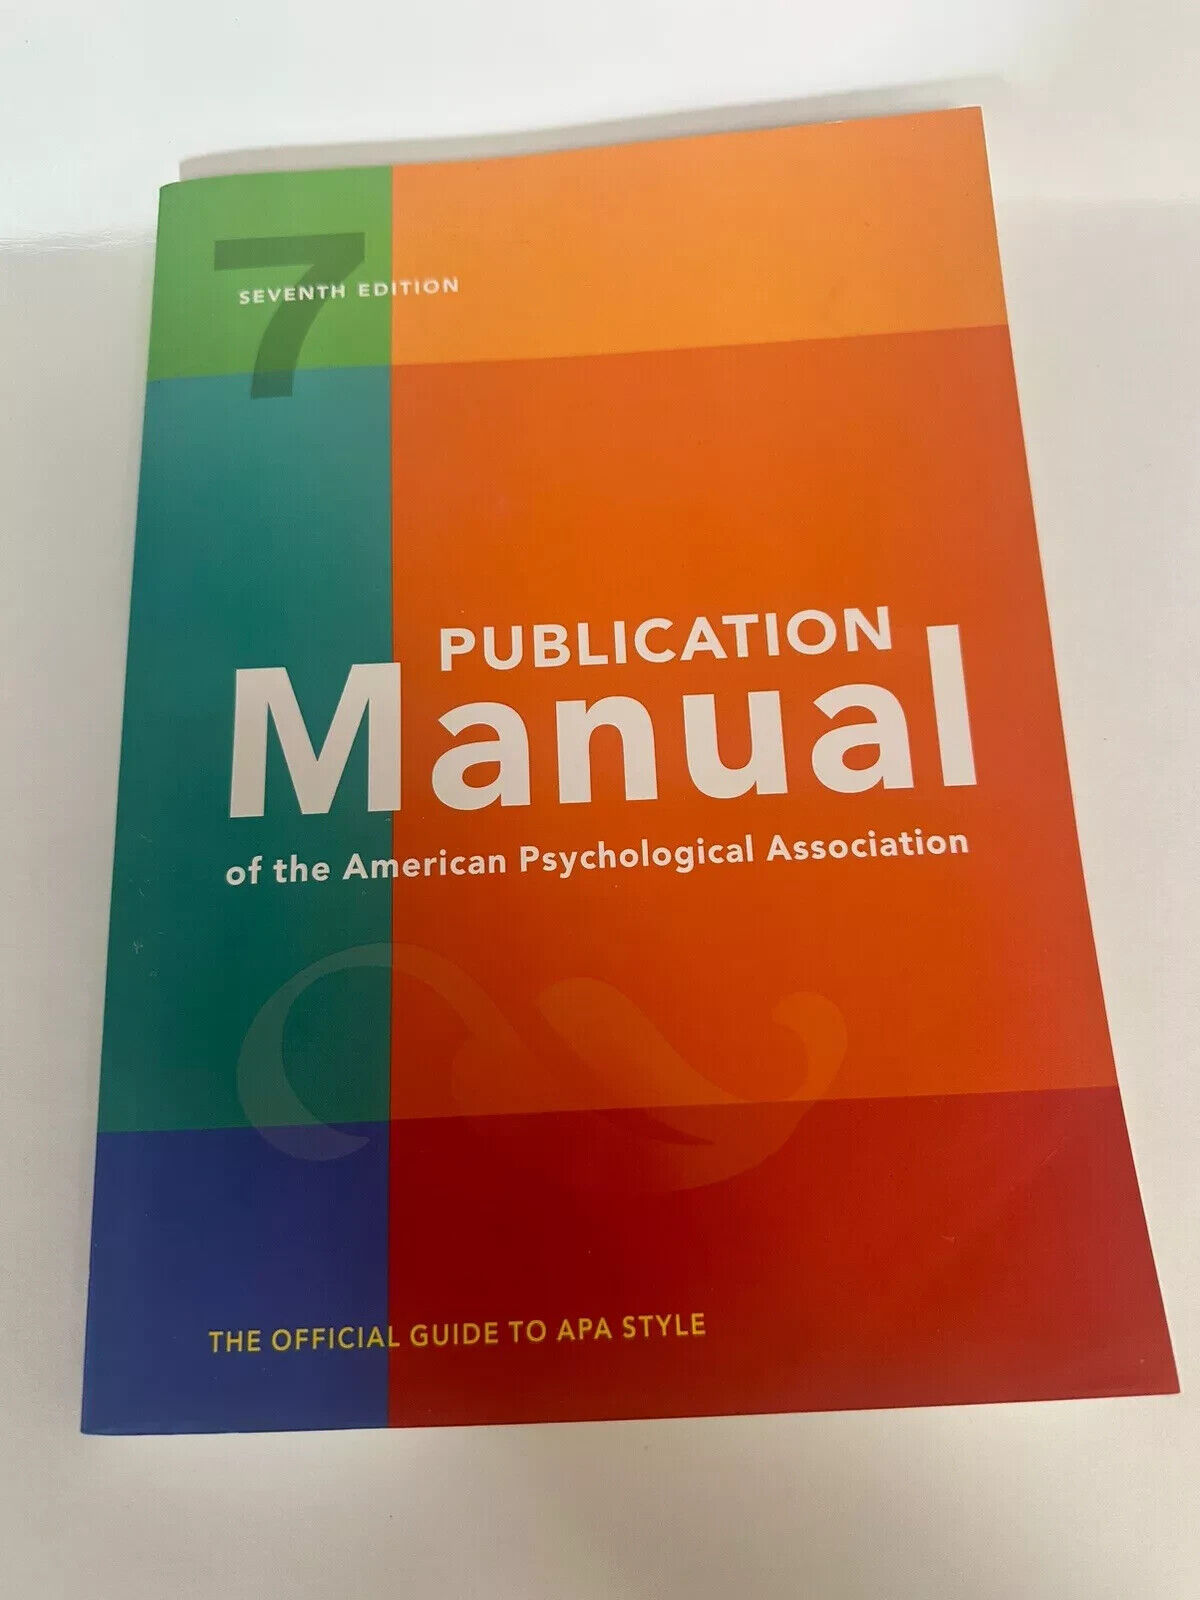 7
SEVENTH EDITION
PUBLICATION
Manual
of the American Psychological Association
THE OFFICIAL GUIDE TO APA STYLE